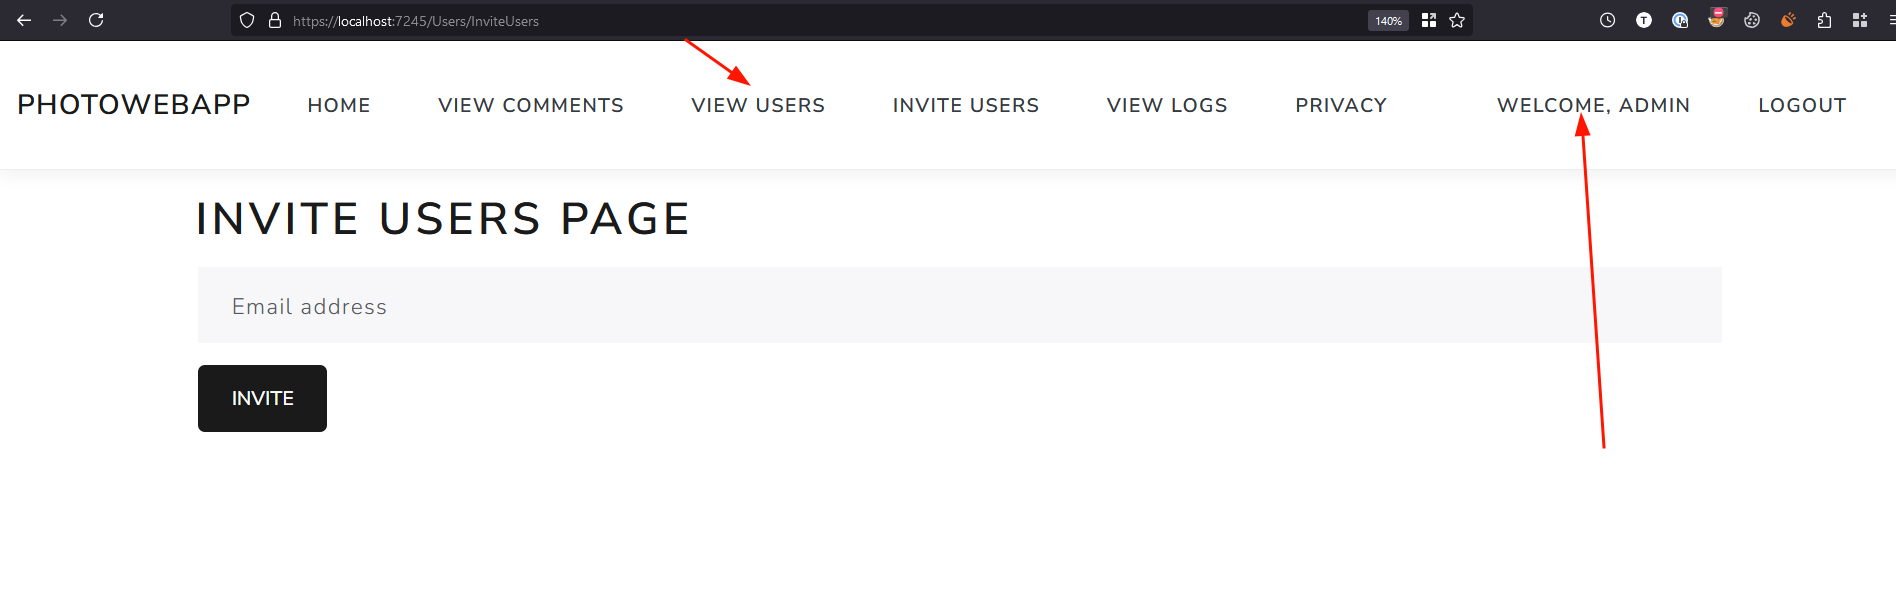 https://localhost:7245/Users/InviteUsers 140% T
PHOTOWEBAPP HOME VIEW COMMENTS VIEW USERS INVITE USERS VIEW LOGS PRIVACY WELCOME, ADMIN LOGOUT
INVITE USERS PAGE
Email address
INVITE